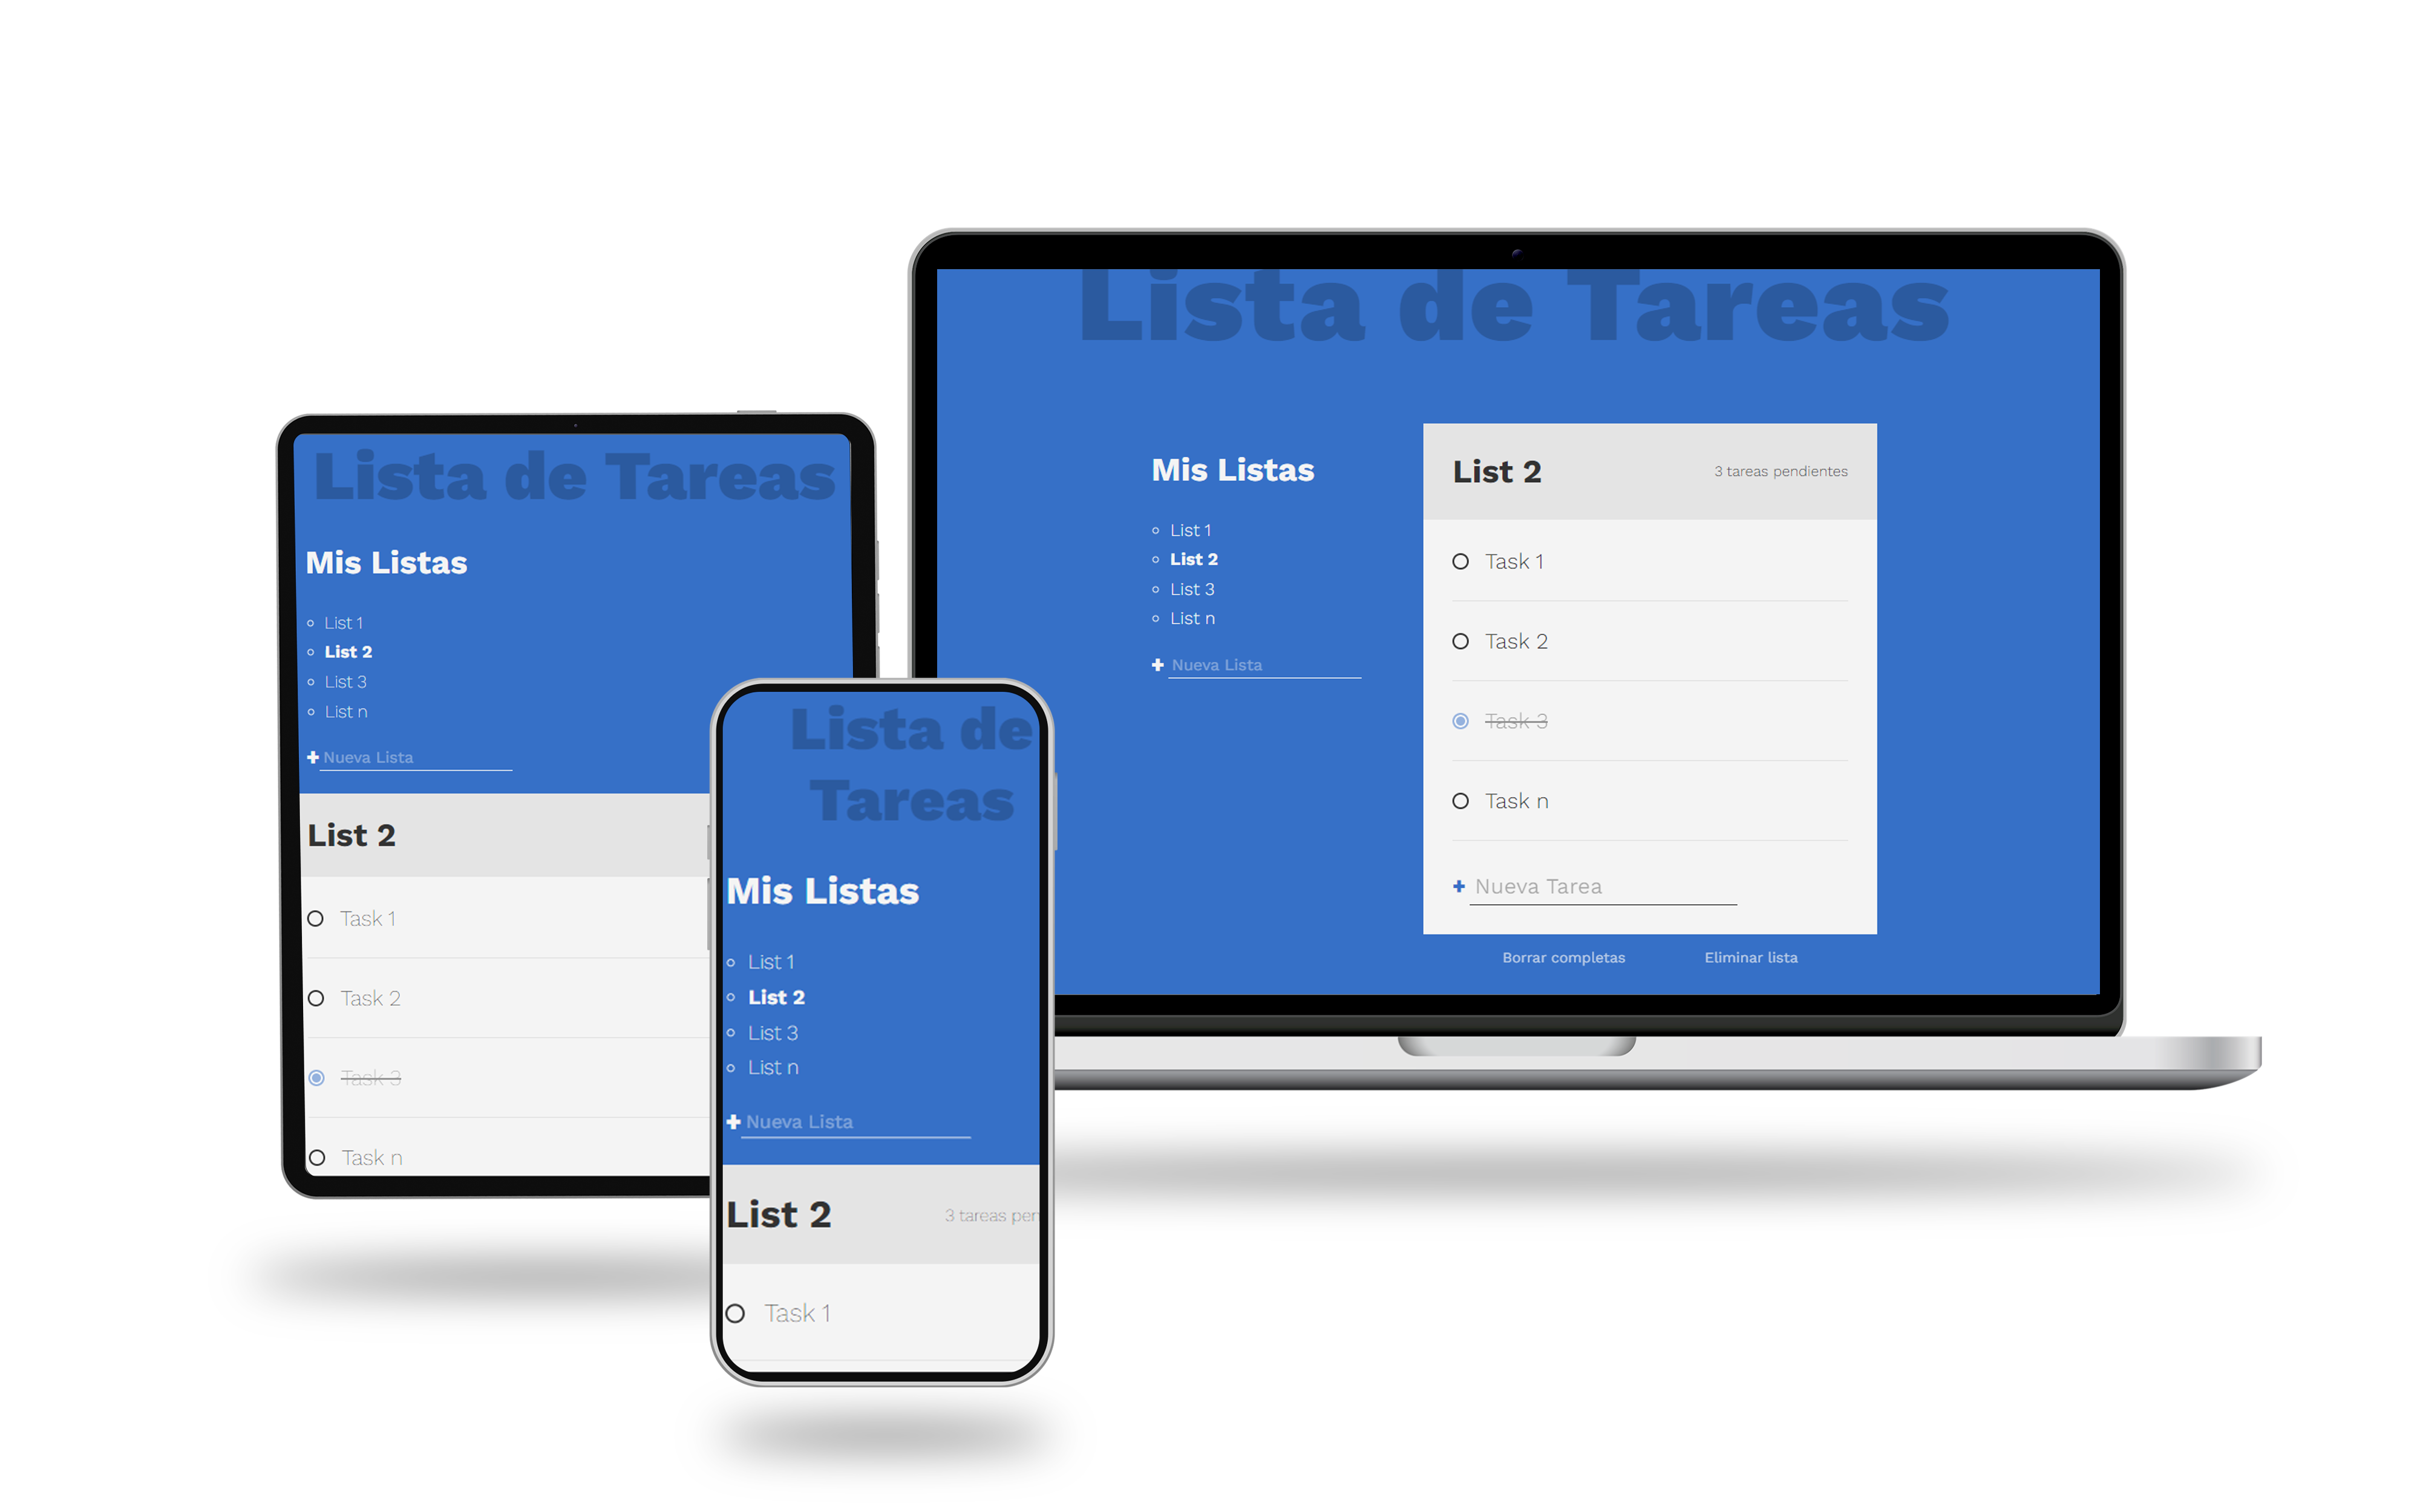 Lista de Tareas
Mis Listas
List 1
List 2
List 3
List n
Nueva Lista
List 2
Task 1
Task 2
Task 3
Task n
Lista de
Tareas
Mis Listas
List 1
List 2
List 3
List n
Nueva Lista
List 2
3 tareas pen
Task 1
Lista de Tareas
Mis Listas
List 1
List 2
List 3
List n
Nueva Lista
List 2
3 tareas pendientes
Task 1
Task 2
Task 3
Task n
Nueva Tarea
Borrar completas
Eliminar lista